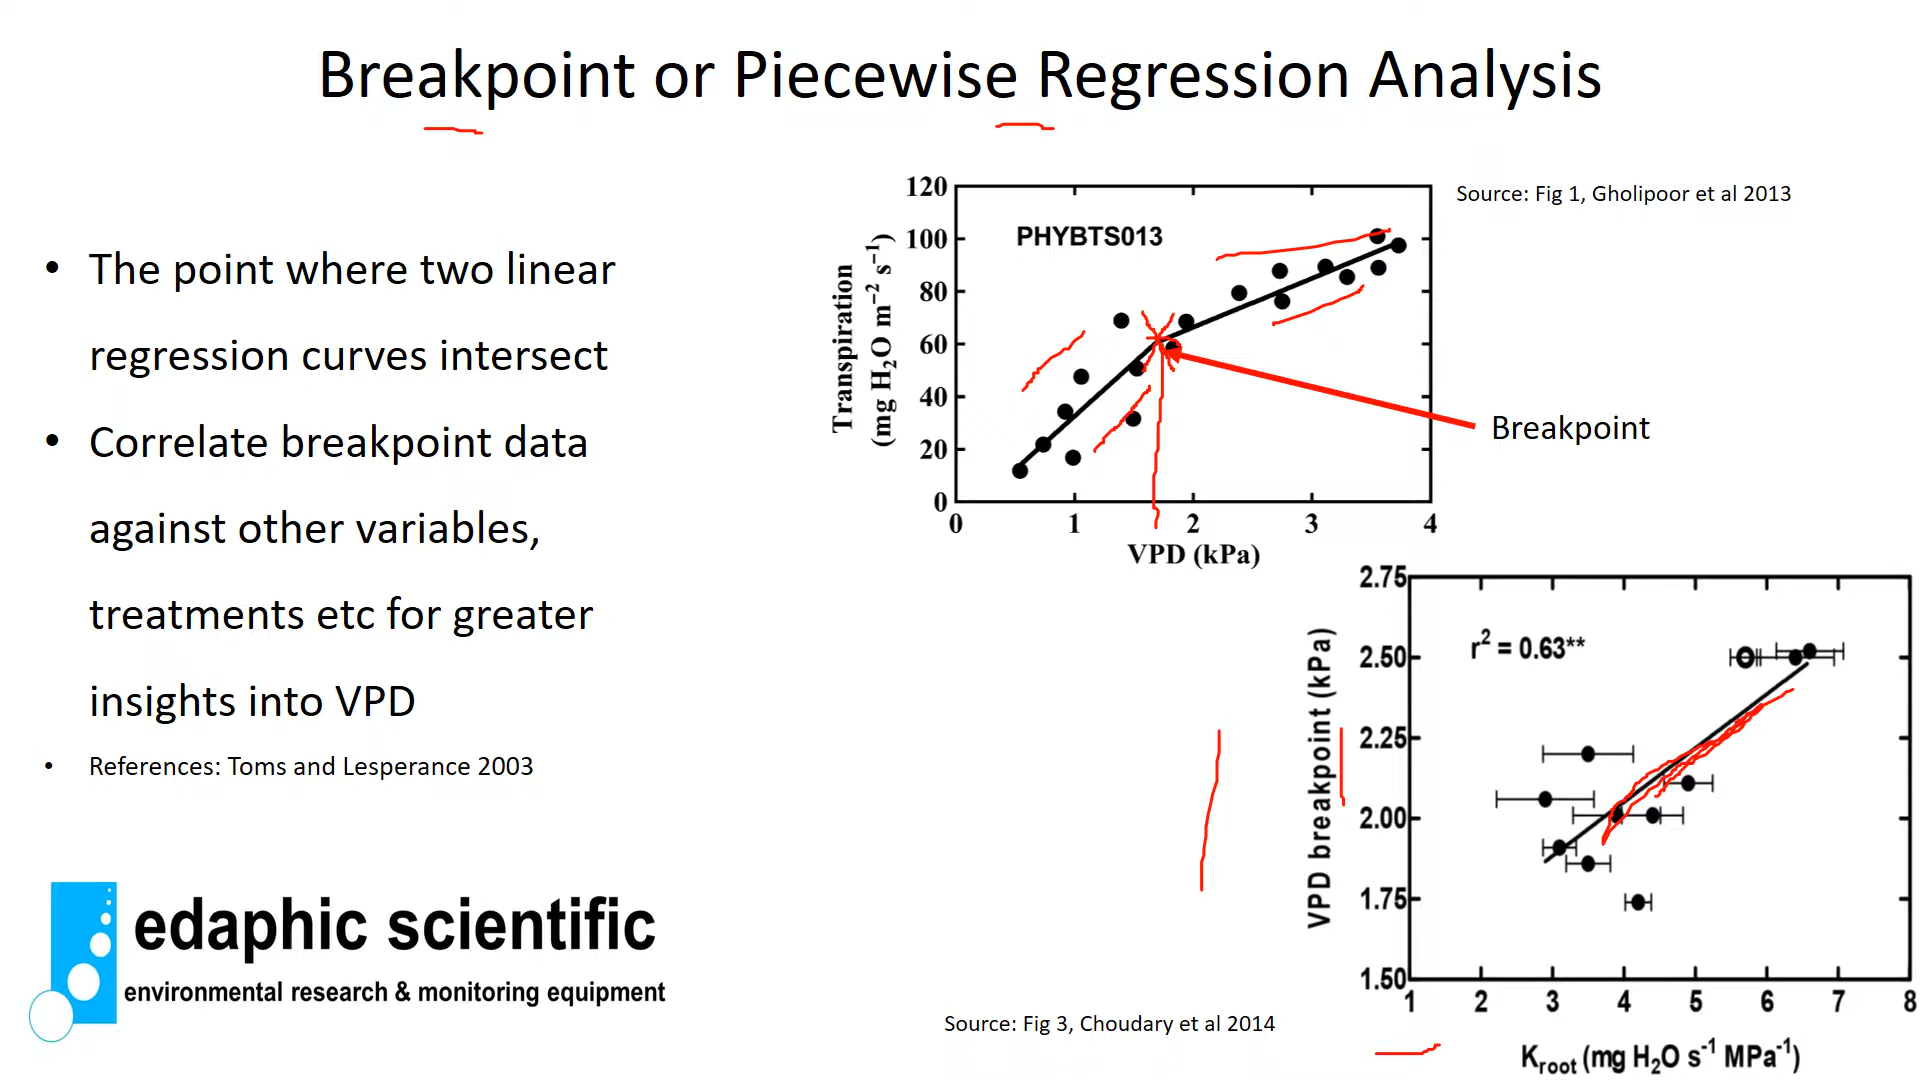 Breakpoint or Piecewise Regression Analysis
• The point where two linear
regression curves intersect
• Correlate breakpoint data
against other variables,
treatments etc for greater
insights into VPD
• References: Toms and Lesperance 2003
edaphic scientific
environmental research & monitoring equipment
Source: Fig 1, Gholipoor et al 2013
PHYBTS013
Transpiration
(mg H₂O m⁻² s⁻¹)
120
100
80
60
40
20
0
0 1 2 3 4
VPD (kPa)
Breakpoint
r² = 0.63**
VPD breakpoint (kPa)
2.75
2.50
2.25
2.00
1.75
1.50
1 2 3 4 5 6 7 8
K_root (mg H₂O s⁻¹ MPa⁻¹)
Source: Fig 3, Choudary et al 2014